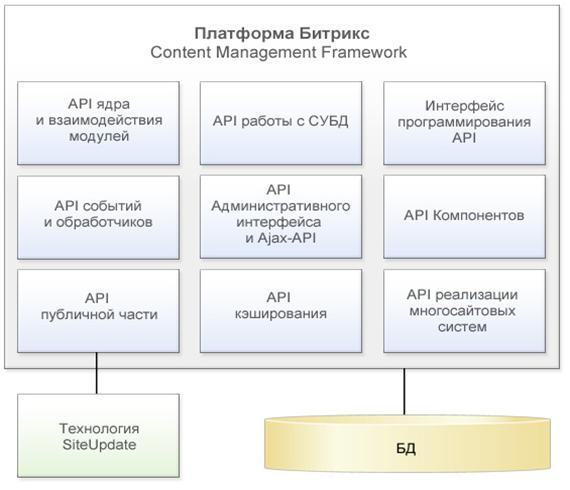 Платформа Битрикс
Content Management Framework
API ядра
и взаимодействия
модулей
API работы с СУБД
Интерфейс
программирования
API
API событий
и обработчиков
API
Административного
интерфейса
и Ajax-API
API Компонентов
API
публичной части
API
кэширования
API реализации
многосайтовых
систем
Технология
SiteUpdate
БД